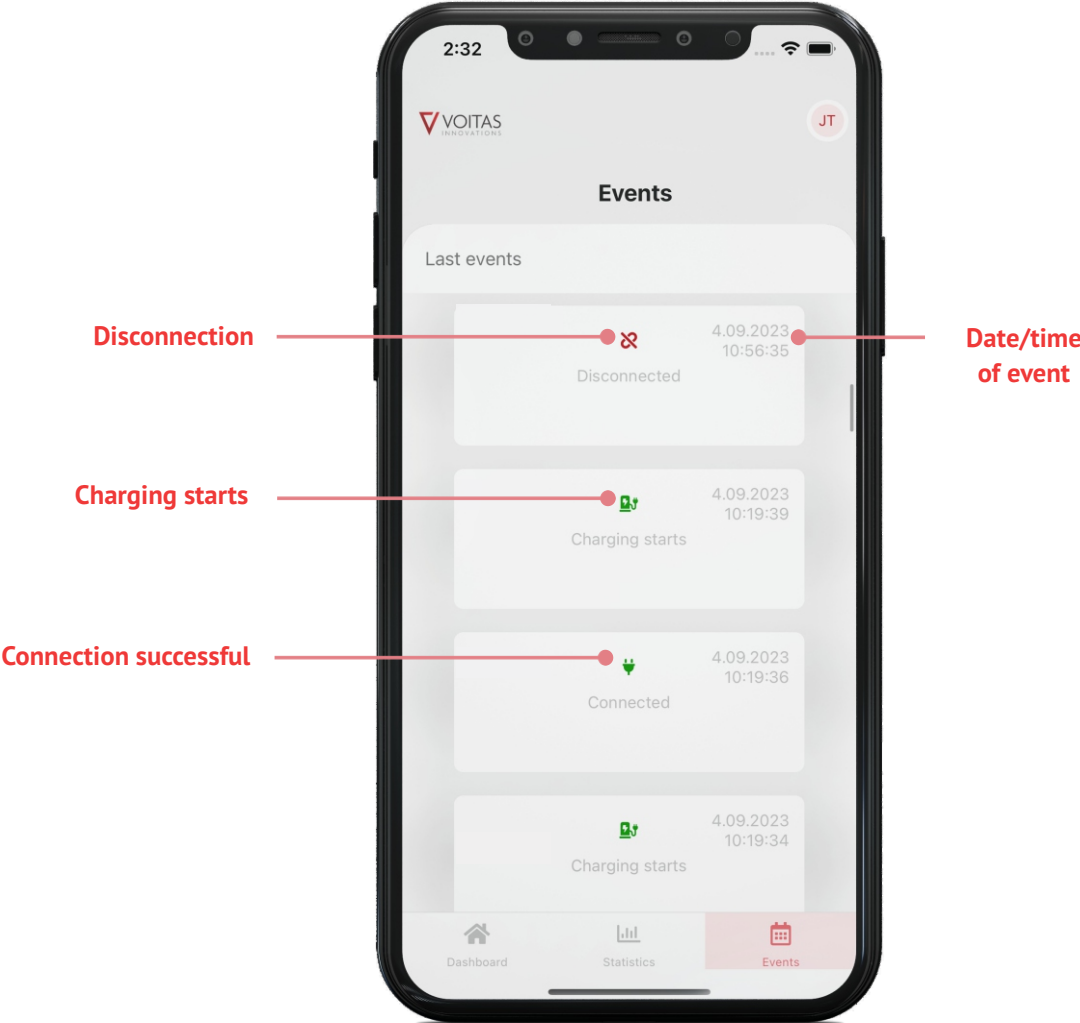 2:32
VOITAS
INNOVATIONS
JT
Events
Last events
Disconnection
4.09.2023
10:56:35
Disconnected
Date/time
of event
Charging starts
4.09.2023
10:19:39
Charging starts
Connection successful
4.09.2023
10:19:36
Connected
4.09.2023
10:19:34
Charging starts
Dashboard
Statistics
Events